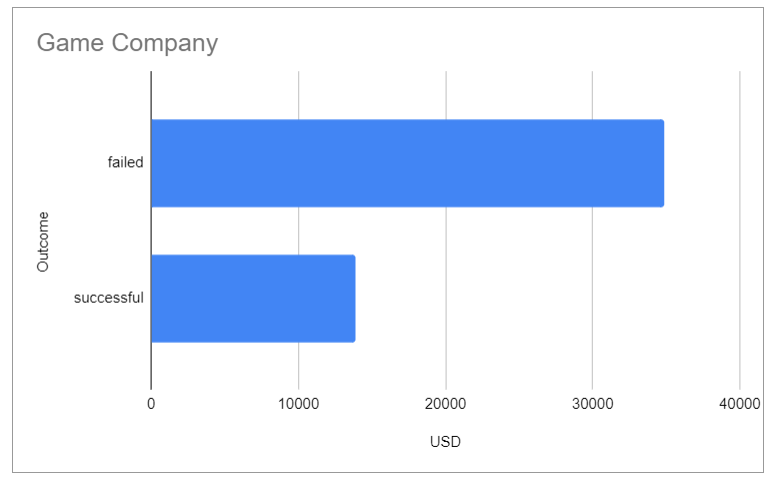 Game Company
failed
successful
Outcome
0 10000 20000 30000 40000
USD